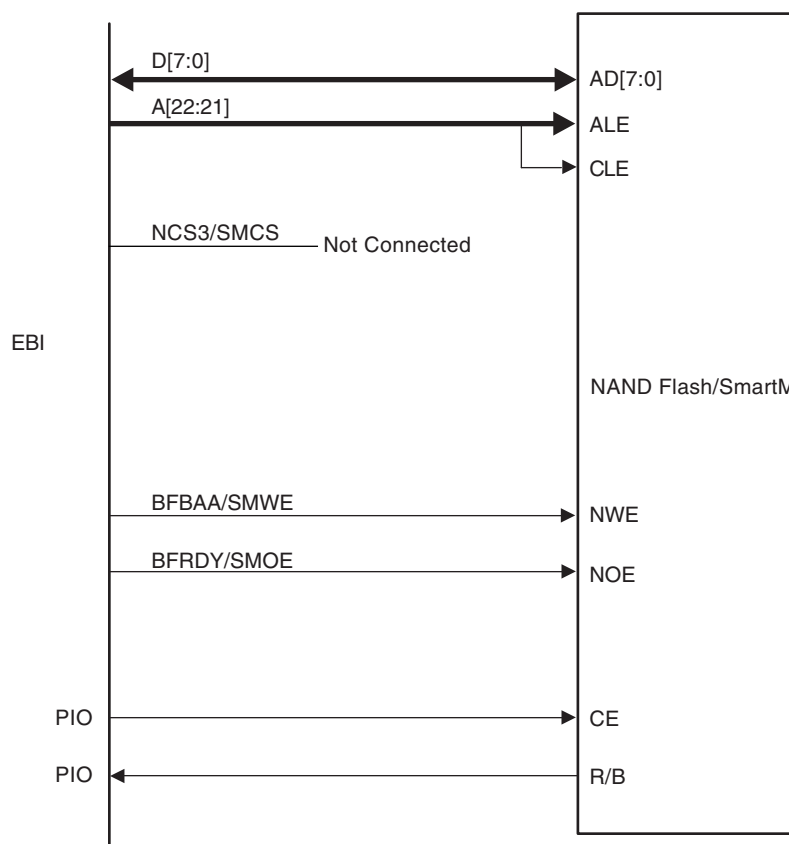 D[7:0]
AD[7:0]
A[22:21]
ALE
CLE
NCS3/SMCS
Not Connected
EBI
NAND Flash/SmartM
BFBAA/SMWE
NWE
BFRDY/SMOE
NOE
PIO
CE
PIO
R/B